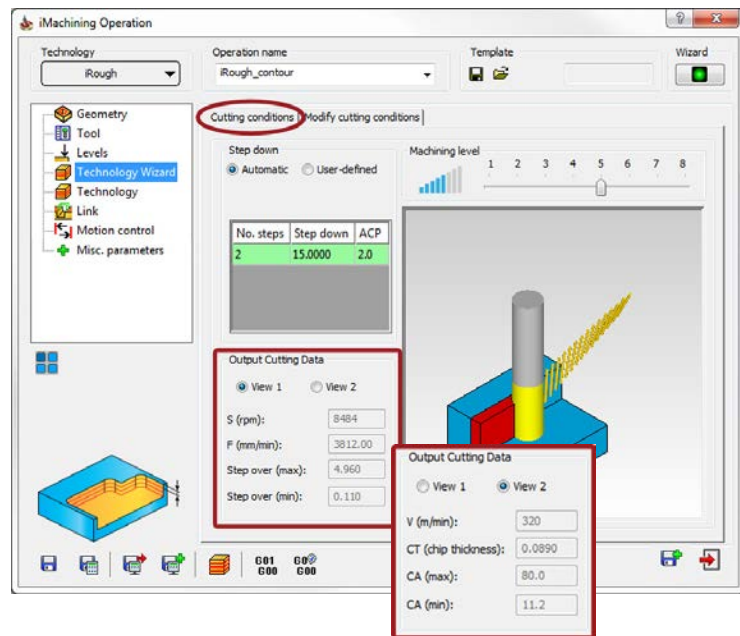 iMachining Operation
Technology
iRough
Operation name
iRough_contour
Template
Wizard
Geometry
Tool
Levels
Technology Wizard
Technology
Link
Motion control
Misc. parameters
Cutting conditions
Modify cutting conditions
Step down
Automatic
User-defined
No. steps Step down ACP
2 15.0000 2.0
Machining level
1 2 3 4 5 6 7 8
Output Cutting Data
View 1 View 2
S (rpm): 8484
F (mm/min): 3812.00
Step over (max): 4.960
Step over (min): 0.110
Output Cutting Data
View 1 View 2
V (m/min): 320
CT (chip thickness): 0.0890
CA (max): 80.0
CA (min): 11.2
G01 G0?
G00 G00